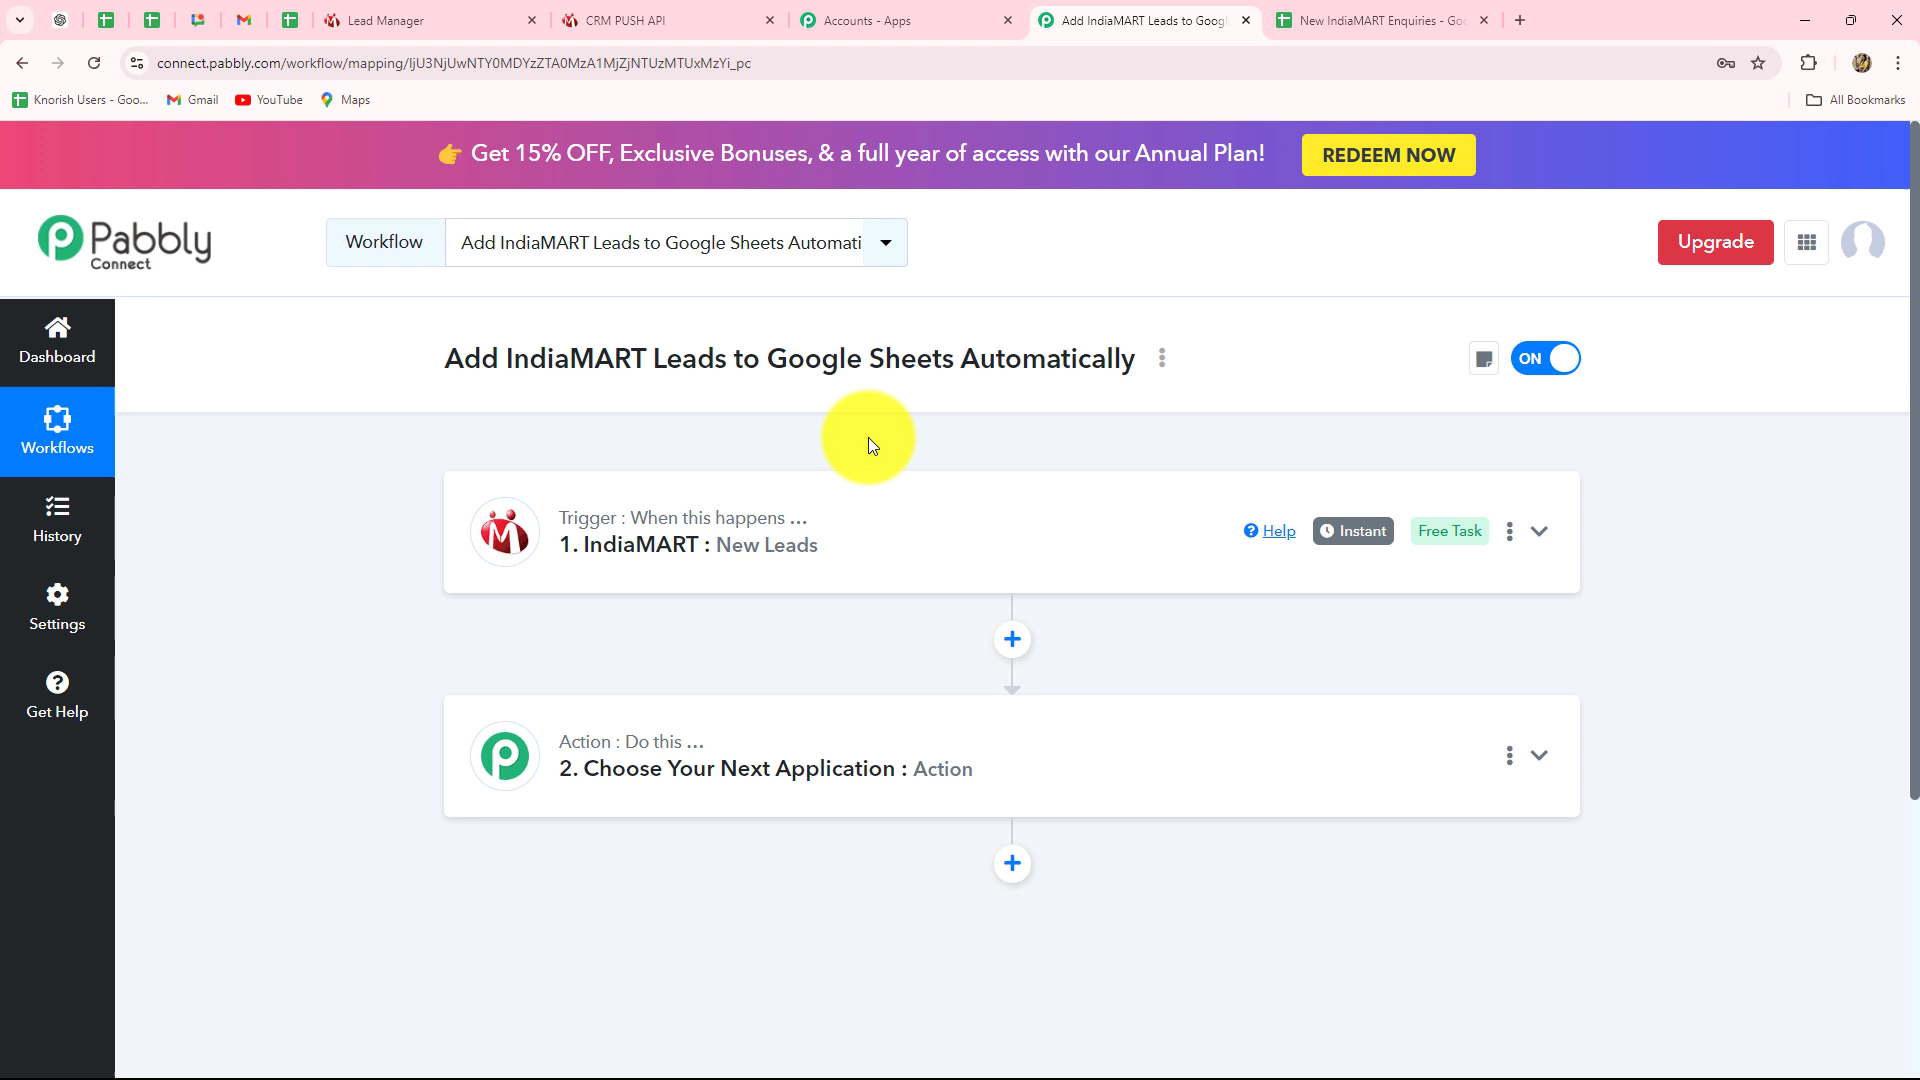 Lead Manager
CRM PUSH API
Accounts - Apps
Add IndiaMART Leads to Googl
New IndiaMART Enquiries - Goo
connect.pabbly.com/workflow/mapping/
Knorish Users - Goo...
Gmail
YouTube
Maps
All Bookmarks
👉 Get 15% OFF, Exclusive Bonuses, & a full year of access with our Annual Plan!
REDEEM NOW
Pabbly
Connect
Workflow
Add IndiaMART Leads to Google Sheets Automati
Upgrade
Dashboard
Workflows
History
Settings
Get Help
Add IndiaMART Leads to Google Sheets Automatically
ON
Trigger : When this happens ...
1. IndiaMART : New Leads
Help
Instant
Free Task
Action : Do this ...
2. Choose Your Next Application : Action